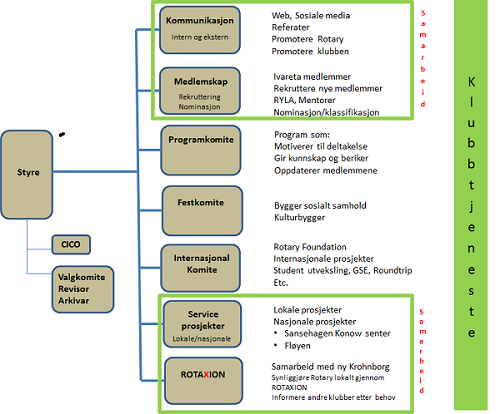 Kommunikasjon
Intern og ekstern
Web, Sosiale media
Referater
Promotere Rotary
Promotere klubben
Medlemskap
Rekruttering
Nominasjon
Ivareta medlemmer
Rekruttere nye medlemmer
RYLA, Mentorer
Nominasjon/klassifikasjon
Samarbeid
Styre
Programkomite
Program som:
Motiverer til deltakelse
Gir kunnskap og beriker
Oppdaterer medlemmene
Festkomite
Bygger sosialt samhold
Kulturbygger
CICO
Valgkomite
Revisor
Arkivar
Internasjonal
Komite
Rotary Foundation
Internasjonale prosjekter
Student utveksling, GSE, Roundtrip
Etc.
Service
prosjekter
Lokale/nasjonale
Lokale prosjekter
Nasjonale prosjekter
• Sansehagen Konow senter
• Fløyen
ROTAXION
Samarbeid med ny Krohnborg
Synliggjøre Rotary lokalt gjennom
ROTAXION
Informere andre klubber etter behov
Samarbeid
Klubbtjeneste